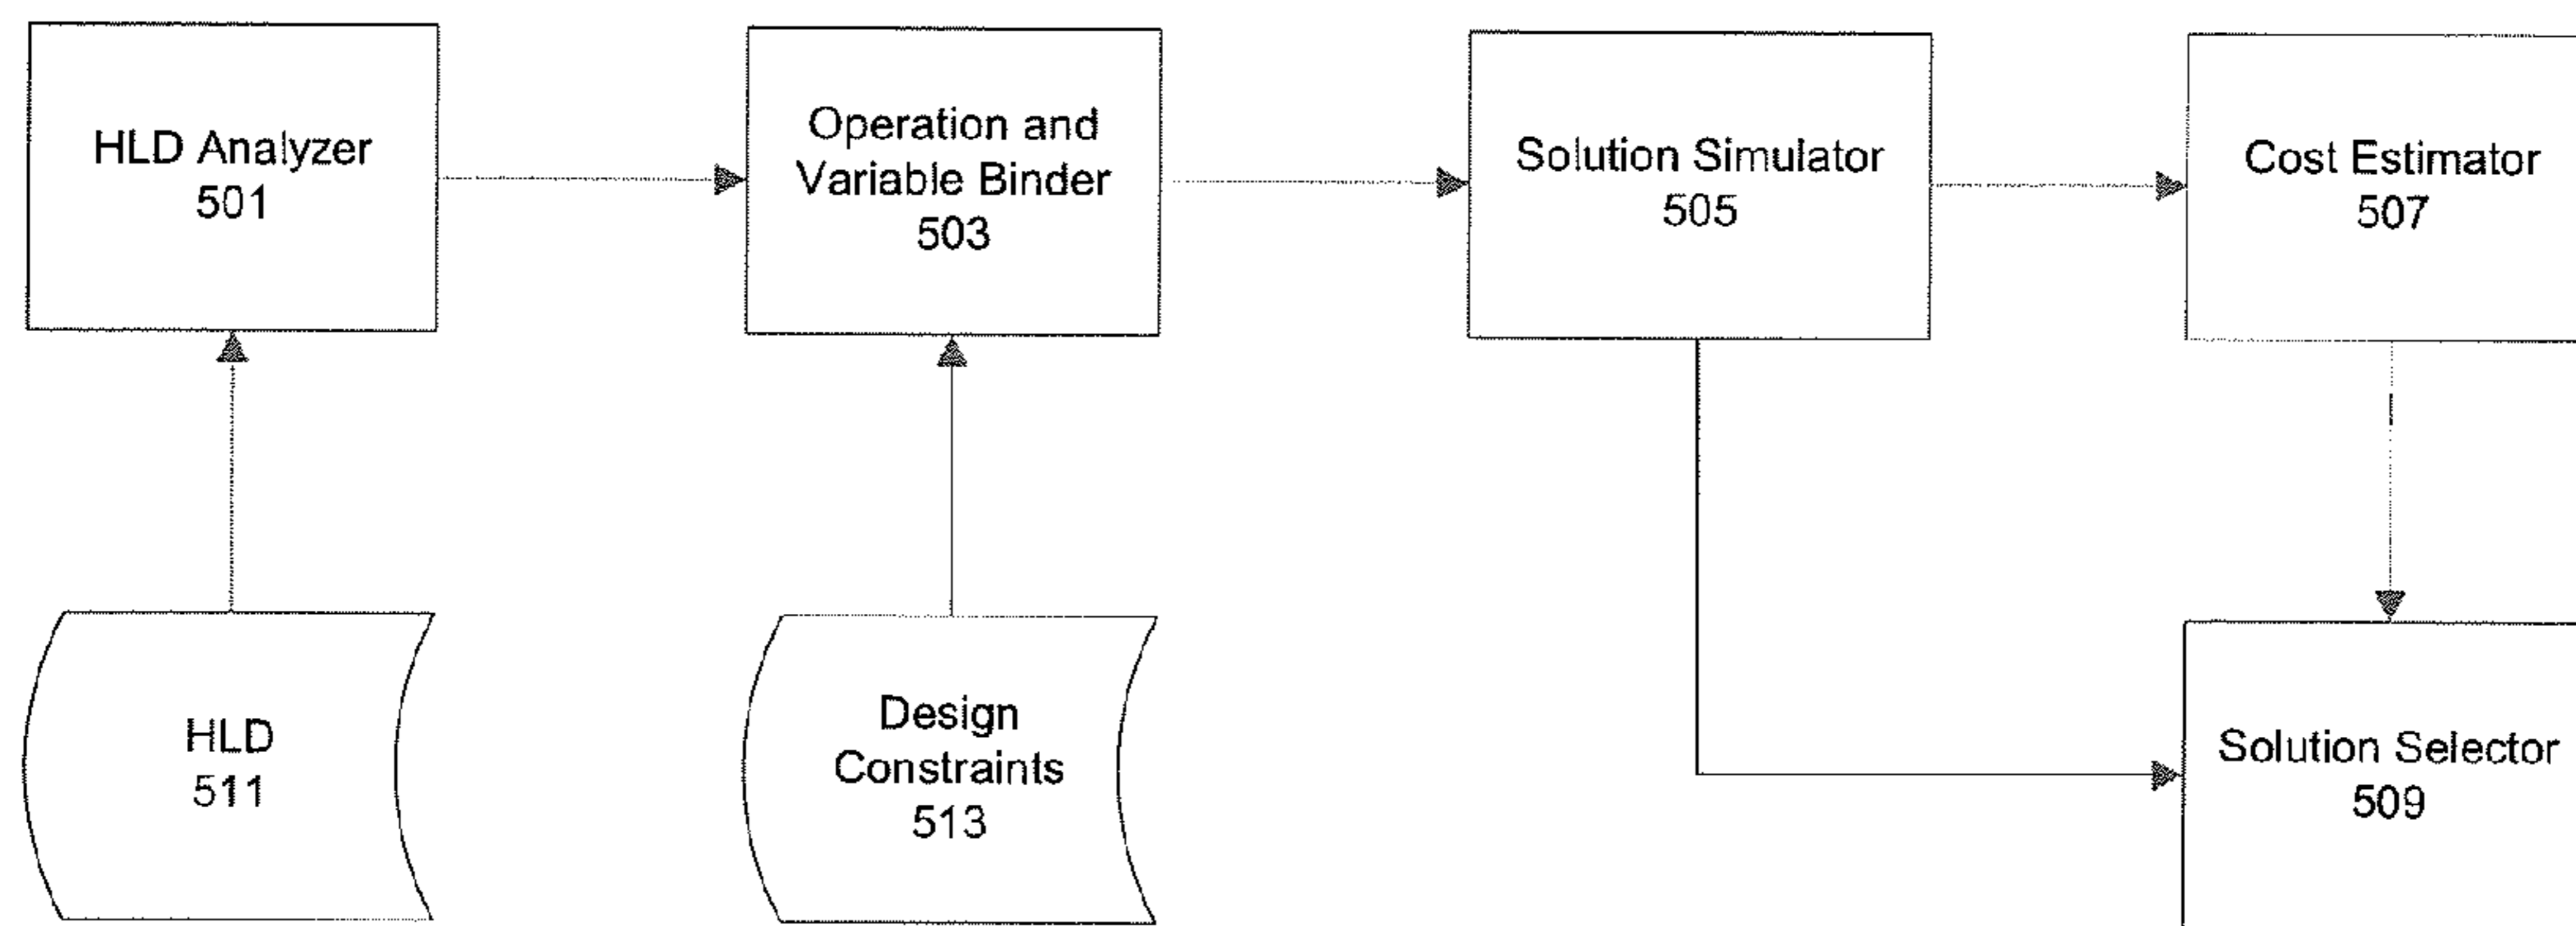 HLD Analyzer
501
Operation and
Variable Binder
503
Solution Simulator
505
Cost Estimator
507
HLD
511
Design
Constraints
513
Solution Selector
509